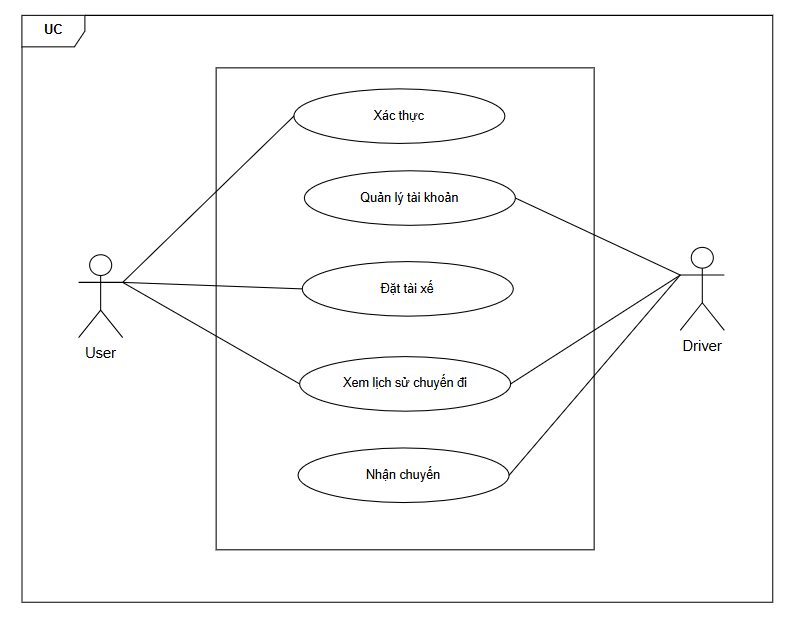 UC
Xác thực
Quản lý tài khoản
Đặt tài xế
Xem lịch sử chuyến đi
Nhận chuyến
User
Driver